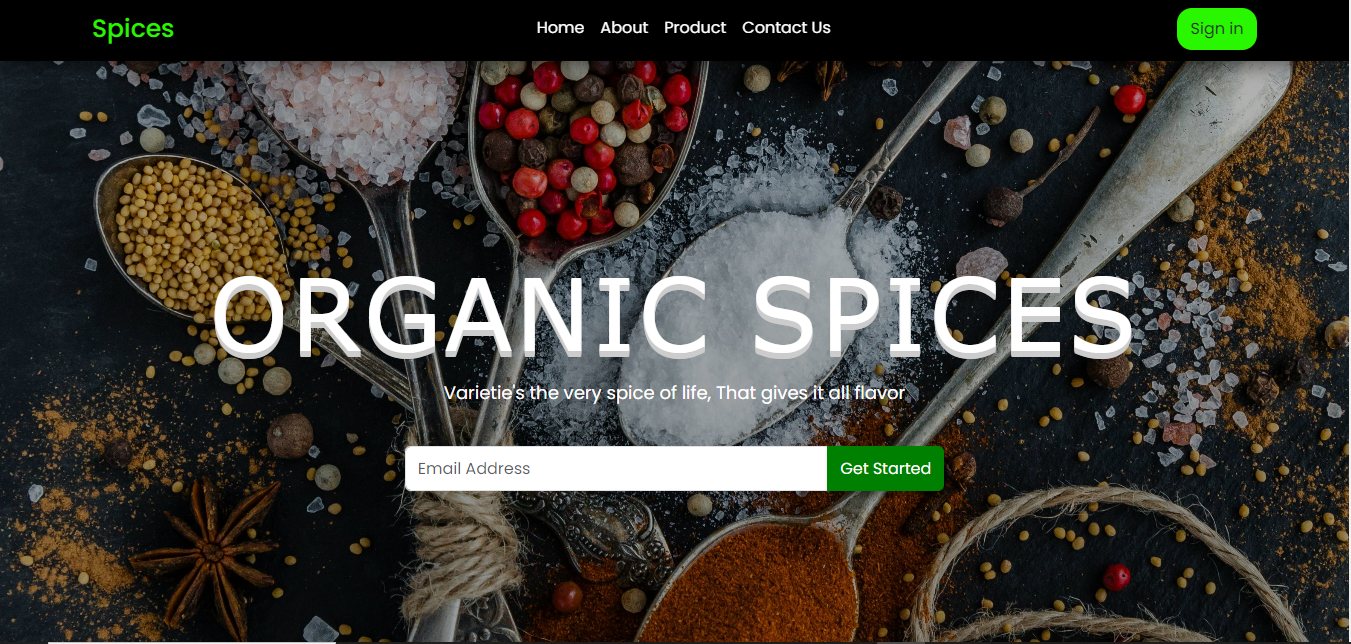 Spices
Home About Product Contact Us
Sign in
ORGANIC SPICES
Varietie's the very spice of life, That gives it all flavor
Email Address
Get Started